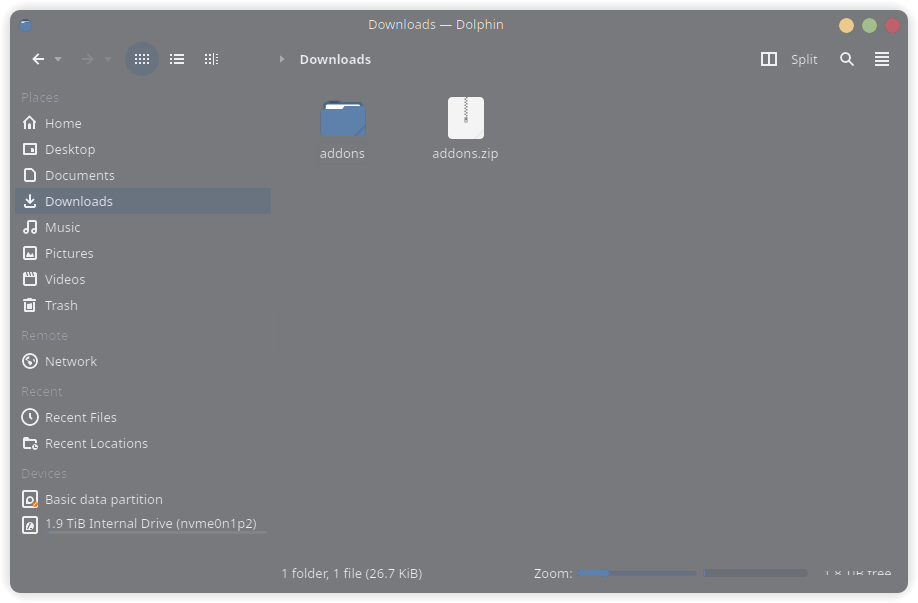 Downloads — Dolphin
Downloads
Split
Places
Home
Desktop
Documents
Downloads
Music
Pictures
Videos
Trash
Remote
Network
Recent
Recent Files
Recent Locations
Devices
Basic data partition
1.9 TiB Internal Drive (nvme0n1p2)
addons
addons.zip
1 folder, 1 file (26.7 KiB)
Zoom:
free